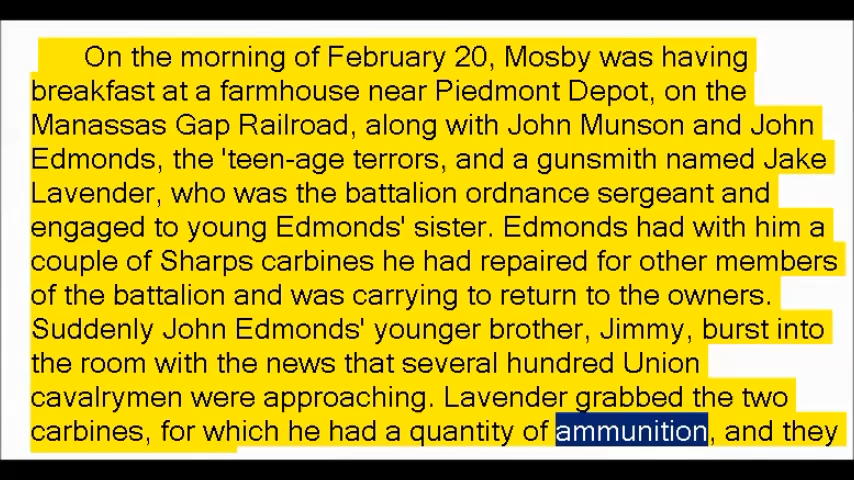 On the morning of February 20, Mosby was having
breakfast at a farmhouse near Piedmont Depot, on the
Manassas Gap Railroad, along with John Munson and John
Edmonds, the 'teen-age terrors, and a gunsmith named Jake
Lavender, who was the battalion ordnance sergeant and
engaged to young Edmonds' sister. Edmonds had with him a
couple of Sharps carbines he had repaired for other members
of the battalion and was carrying to return to the owners.
Suddenly John Edmonds' younger brother, Jimmy, burst into
the room with the news that several hundred Union
cavalrymen were approaching. Lavender grabbed the two
carbines, for which he had a quantity of ammunition, and they